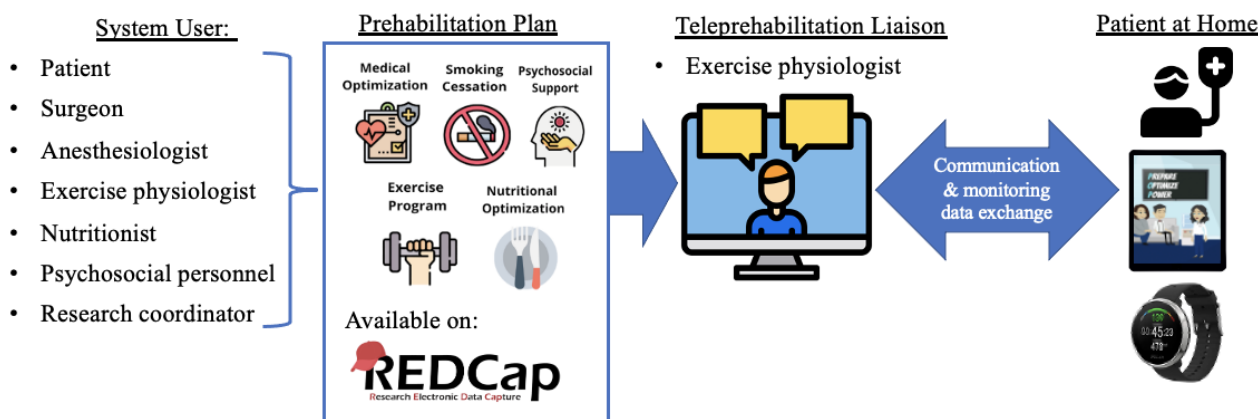 System User:
• Patient
• Surgeon
• Anesthesiologist
• Exercise physiologist
• Nutritionist
• Psychosocial personnel
• Research coordinator
Prehabilitation Plan
Medical
Optimization
Smoking
Cessation
Psychosocial
Support
Exercise
Program
Nutritional
Optimization
Available on:
REDCap
Research Electronic Data Capture
Teleprehabilitation Liaison
• Exercise physiologist
Communication
& monitoring
data exchange
Patient at Home
PREPARE
OPTIMIZE
POWER